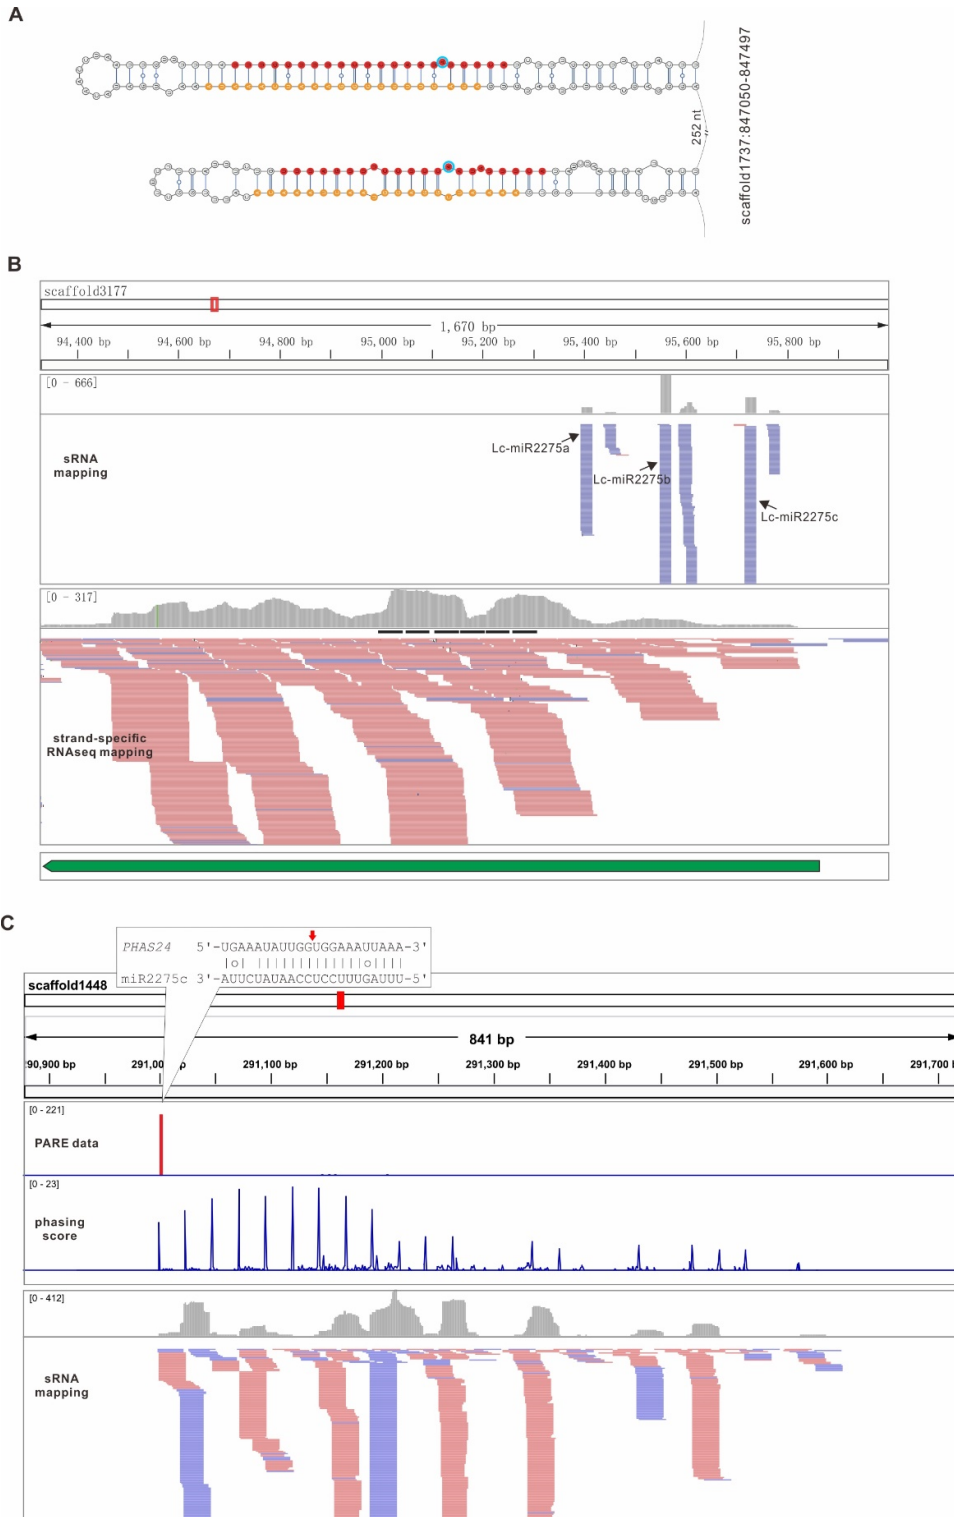 A
252 nt
scaffold1737:847050-847497
B
scaffold3177
1,670 bp
94,400 bp 94,600 bp 94,800 bp 95,000 bp 95,200 bp 95,400 bp 95,600 bp 95,800 bp
[0 - 666]
Lc-miR2275a
sRNA
mapping
Lc-miR2275b
Lc-miR2275c
[0 - 317]
strand-specific
RNAseq mapping
C
PHAS24 5'-UGAAAUAUUGGUGGAAAUUAAA-3'
miR2275c 3'-AUUCUAUAACCUCCUUUGAUUU-5'
scaffold1448
841 bp
90,900 bp 291,00 p 291,100 bp 291,200 bp 291,300 bp 291,400 bp 291,500 bp 291,600 bp 291,700 b
[0 - 221]
PARE data
[0 - 23]
phasing
score
[0 - 412]
sRNA
mapping